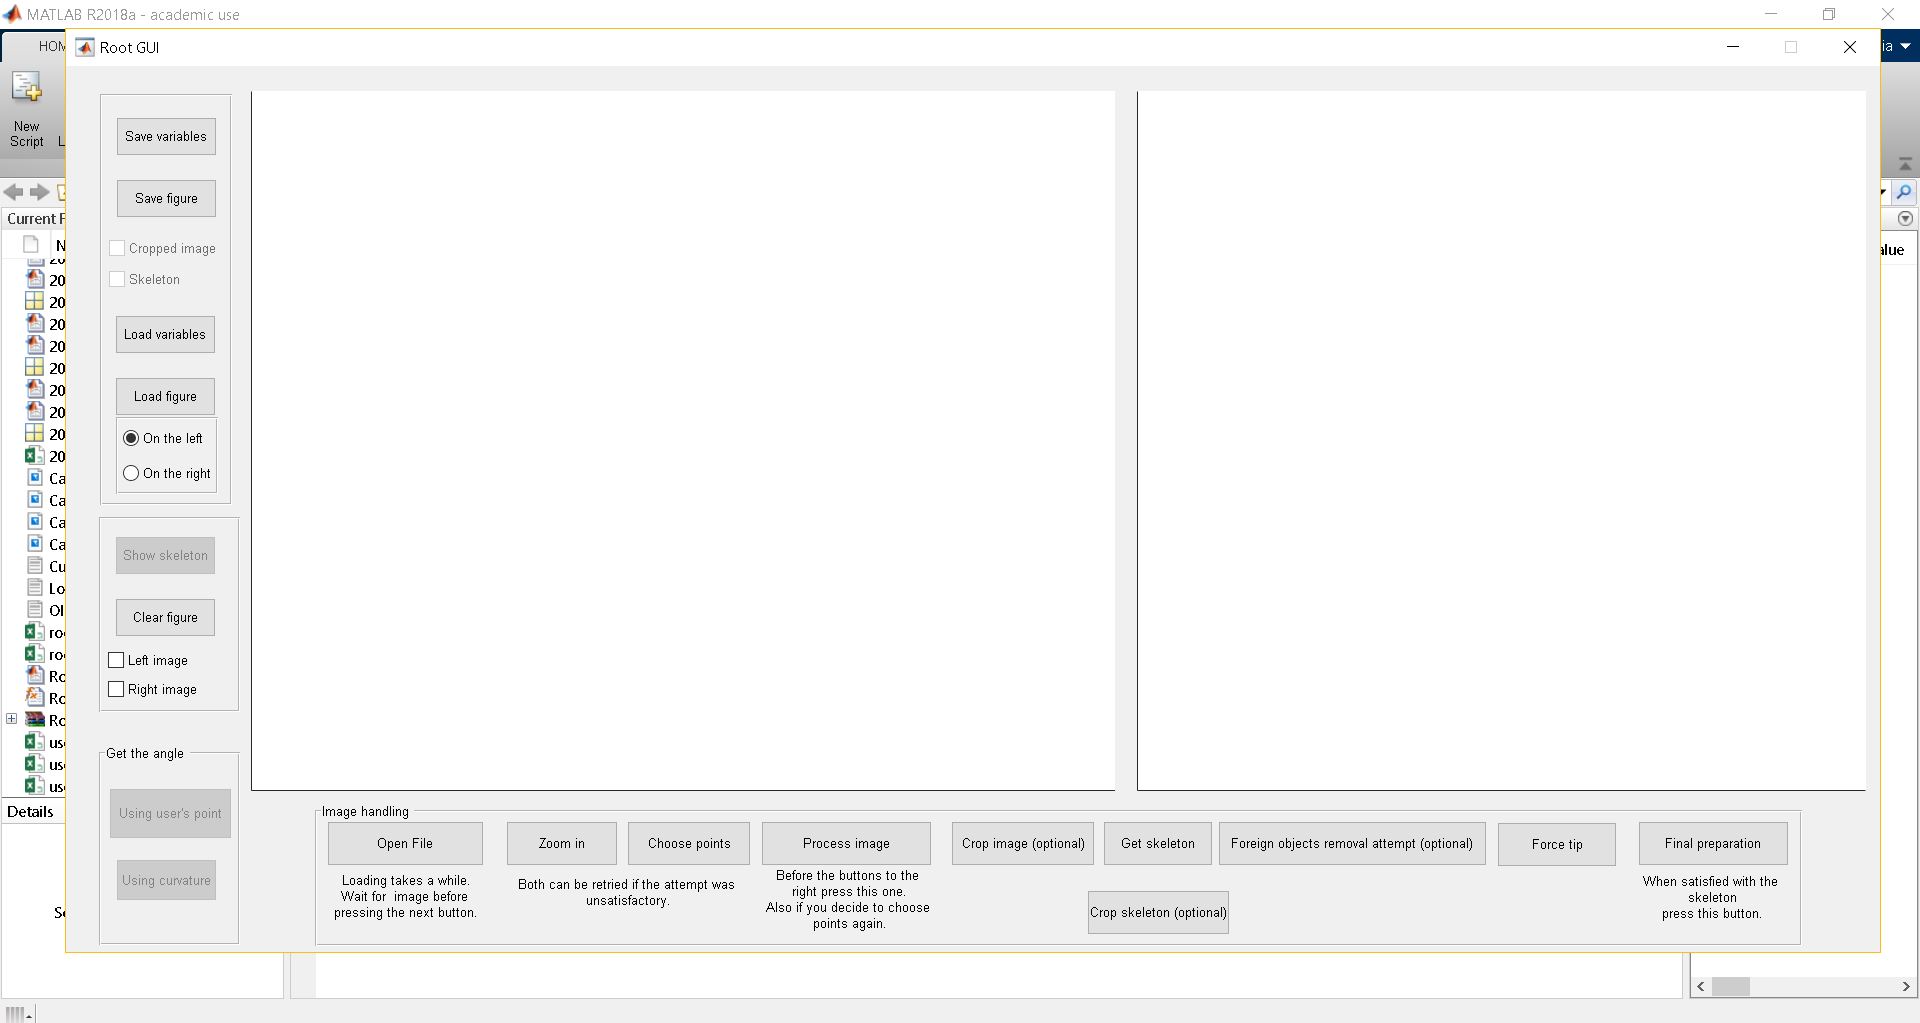 MATLAB R2018a - academic use
Root GUI
New
Script
Save variables
Save figure
Cropped image
Skeleton
Load variables
Load figure
On the left
On the right
Show skeleton
Clear figure
Left image
Right image
Get the angle
Using user's point
Using curvature
Details
Image handling
Open File
Loading takes a while.
Wait for image before
pressing the next button.
Zoom in
Choose points
Both can be retried if the attempt was
unsatisfactory.
Process image
Before the buttons to the
right press this one.
Also if you decide to choose
points again.
Crop image (optional)
Get skeleton
Foreign objects removal attempt (optional)
Force tip
Final preparation
When satisfied with the
skeleton
press this button.
Crop skeleton (optional)